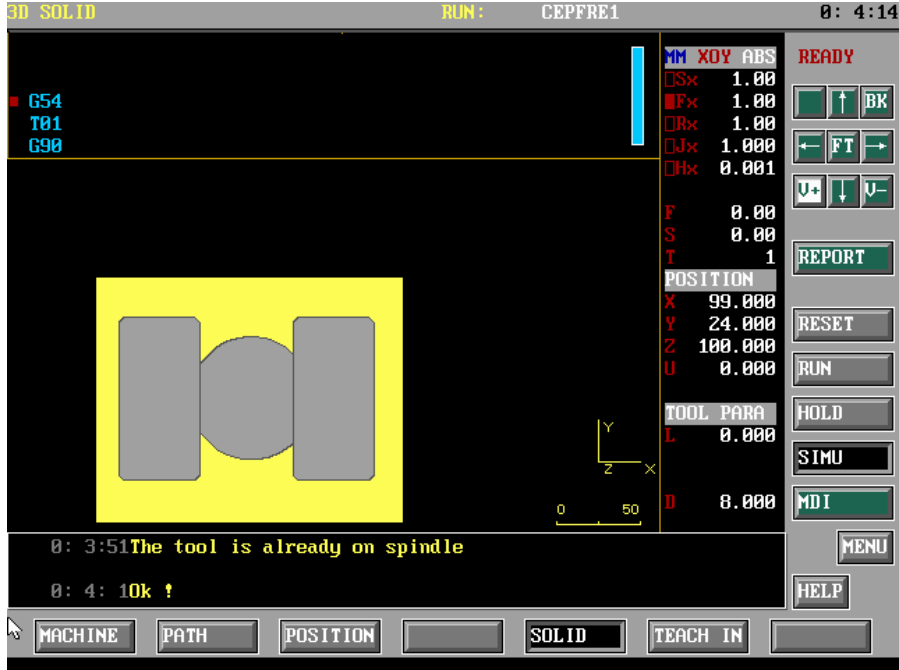 3D SOLID RUN: CEPFRE1 0: 4:14
G54
T01
G90
MM XOY ABS
Sx 1.00
Fx 1.00
Rx 1.00
Jx 1.000
Hx 0.001
F 0.00
S 0.00
T 1
POSITION
X 99.000
Y 24.000
Z 100.000
U 0.000
TOOL PARA
L 0.000
D 8.000
READY
↑ BK
← FT →
V+ ↓ V-
REPORT
RESET
RUN
HOLD
SIMU
MDI
MENU
HELP
Y
Z X
0 50
0: 3:51The tool is already on spindle
0: 4: 1Ok !
MACHINE PATH POSITION SOLID TEACH IN